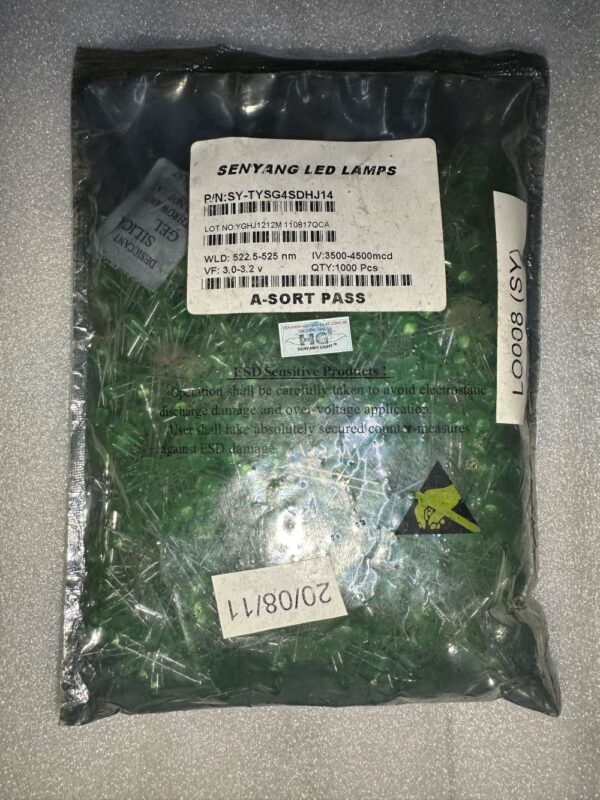 SENYANG LED LAMPS
P/N:SY-TYSG4SDHJ14
LOT NO:YGHJ1212M 110817QCA
WLD: 522.5-525 nm IV:3500-4500mcd
VF: 3.0-3.2 v QTY:1000 Pcs
A-SORT PASS
DESICCANT
SILICA
GEL
LO008 (SY)
ESD Sensitive Products !
Operation shall be carefully taken to avoid electrostatic
discharge damage and over-voltage application.
User shall take absolutely secured counter-measures
against ESD damage.
20/08/11